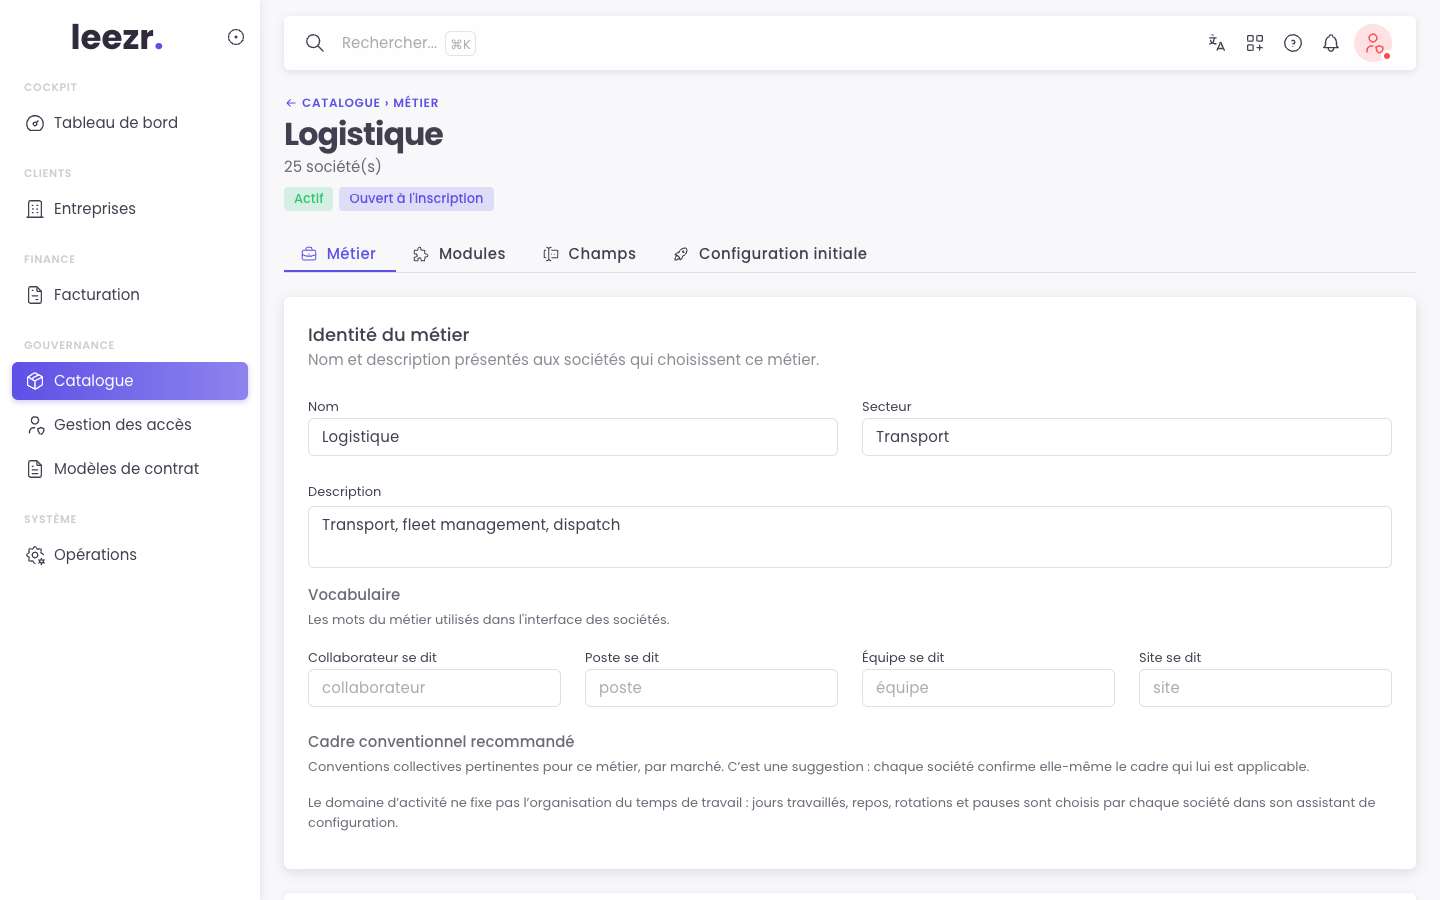 leezr.
Rechercher... ⌘K
COCKPIT
Tableau de bord
CLIENTS
Entreprises
FINANCE
Facturation
GOUVERNANCE
Catalogue
Gestion des accès
Modèles de contrat
SYSTÈME
Opérations
← CATALOGUE › MÉTIER
Logistique
25 société(s)
Actif Ouvert à l'inscription
Métier Modules Champs Configuration initiale
Identité du métier
Nom et description présentés aux sociétés qui choisissent ce métier.
Nom Secteur
Logistique Transport
Description
Transport, fleet management, dispatch
Vocabulaire
Les mots du métier utilisés dans l'interface des sociétés.
Collaborateur se dit Poste se dit Équipe se dit Site se dit
collaborateur poste équipe site
Cadre conventionnel recommandé
Conventions collectives pertinentes pour ce métier, par marché. C’est une suggestion : chaque société confirme elle-même le cadre qui lui est applicable.
Le domaine d’activité ne fixe pas l’organisation du temps de travail : jours travaillés, repos, rotations et pauses sont choisis par chaque société dans son assistant de
configuration.